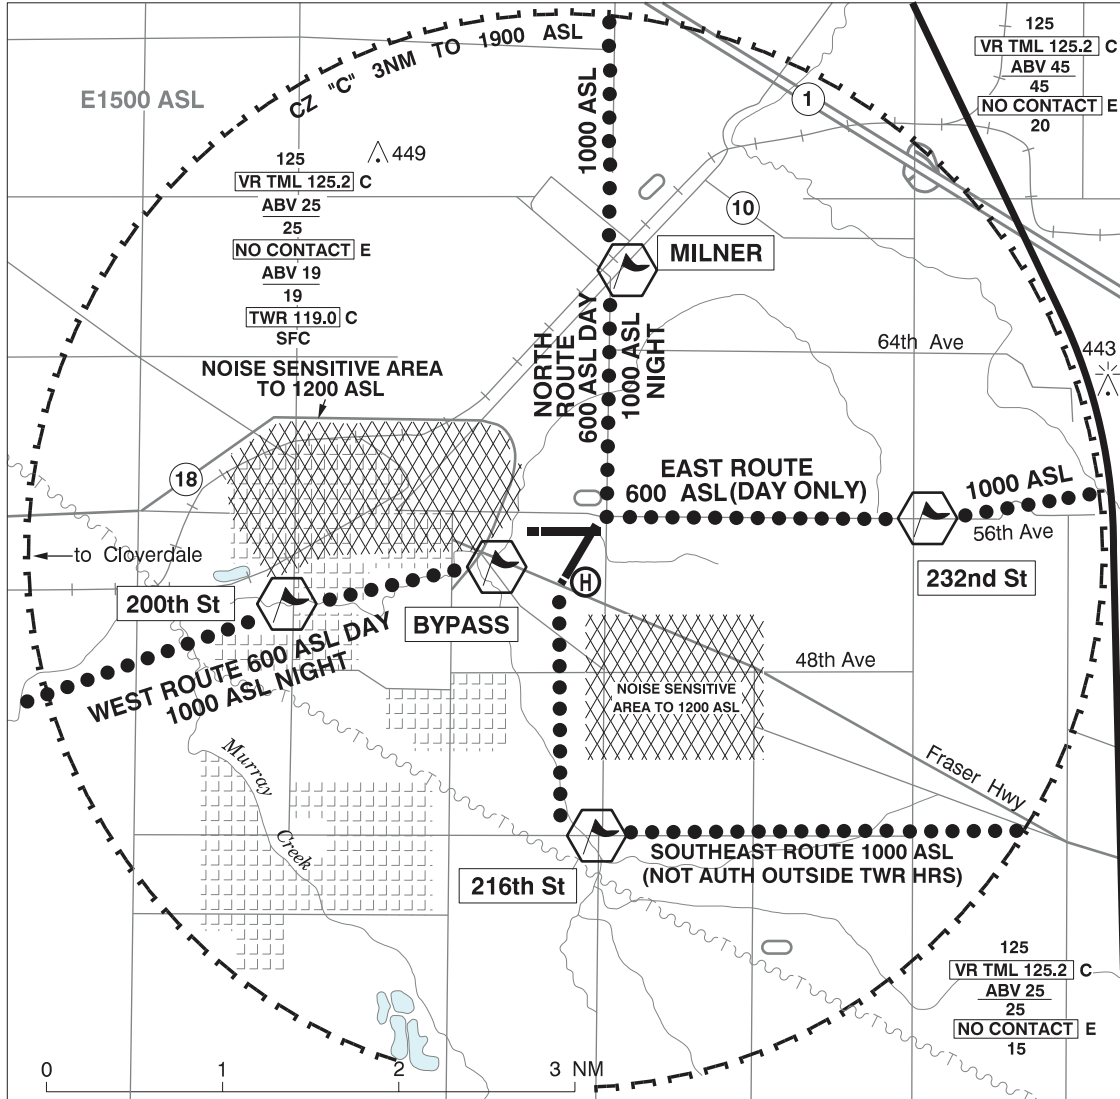 CZ "C" 3NM TO 1900 ASL
E1500 ASL
125
VR TML 125.2 C
ABV 25
25
NO CONTACT E
ABV 19
19
TWR 119.0 C
SFC
449
1000 ASL
1
125
VR TML 125.2 C
ABV 45
45
NO CONTACT E
20
10
MILNER
NORTH
ROUTE
600 ASL DAY
1000 ASL
NIGHT
64th Ave
443
NOISE SENSITIVE AREA
TO 1200 ASL
18
EAST ROUTE
600 ASL (DAY ONLY)
1000 ASL
56th Ave
232nd St
to Cloverdale
200th St
BYPASS
H
WEST ROUTE 600 ASL DAY
1000 ASL NIGHT
48th Ave
NOISE SENSITIVE
AREA TO 1200 ASL
Murray
Creek
Fraser Hwy
216th St
SOUTHEAST ROUTE 1000 ASL
(NOT AUTH OUTSIDE TWR HRS)
125
VR TML 125.2 C
ABV 25
25
NO CONTACT E
15
0 1 2 3 NM